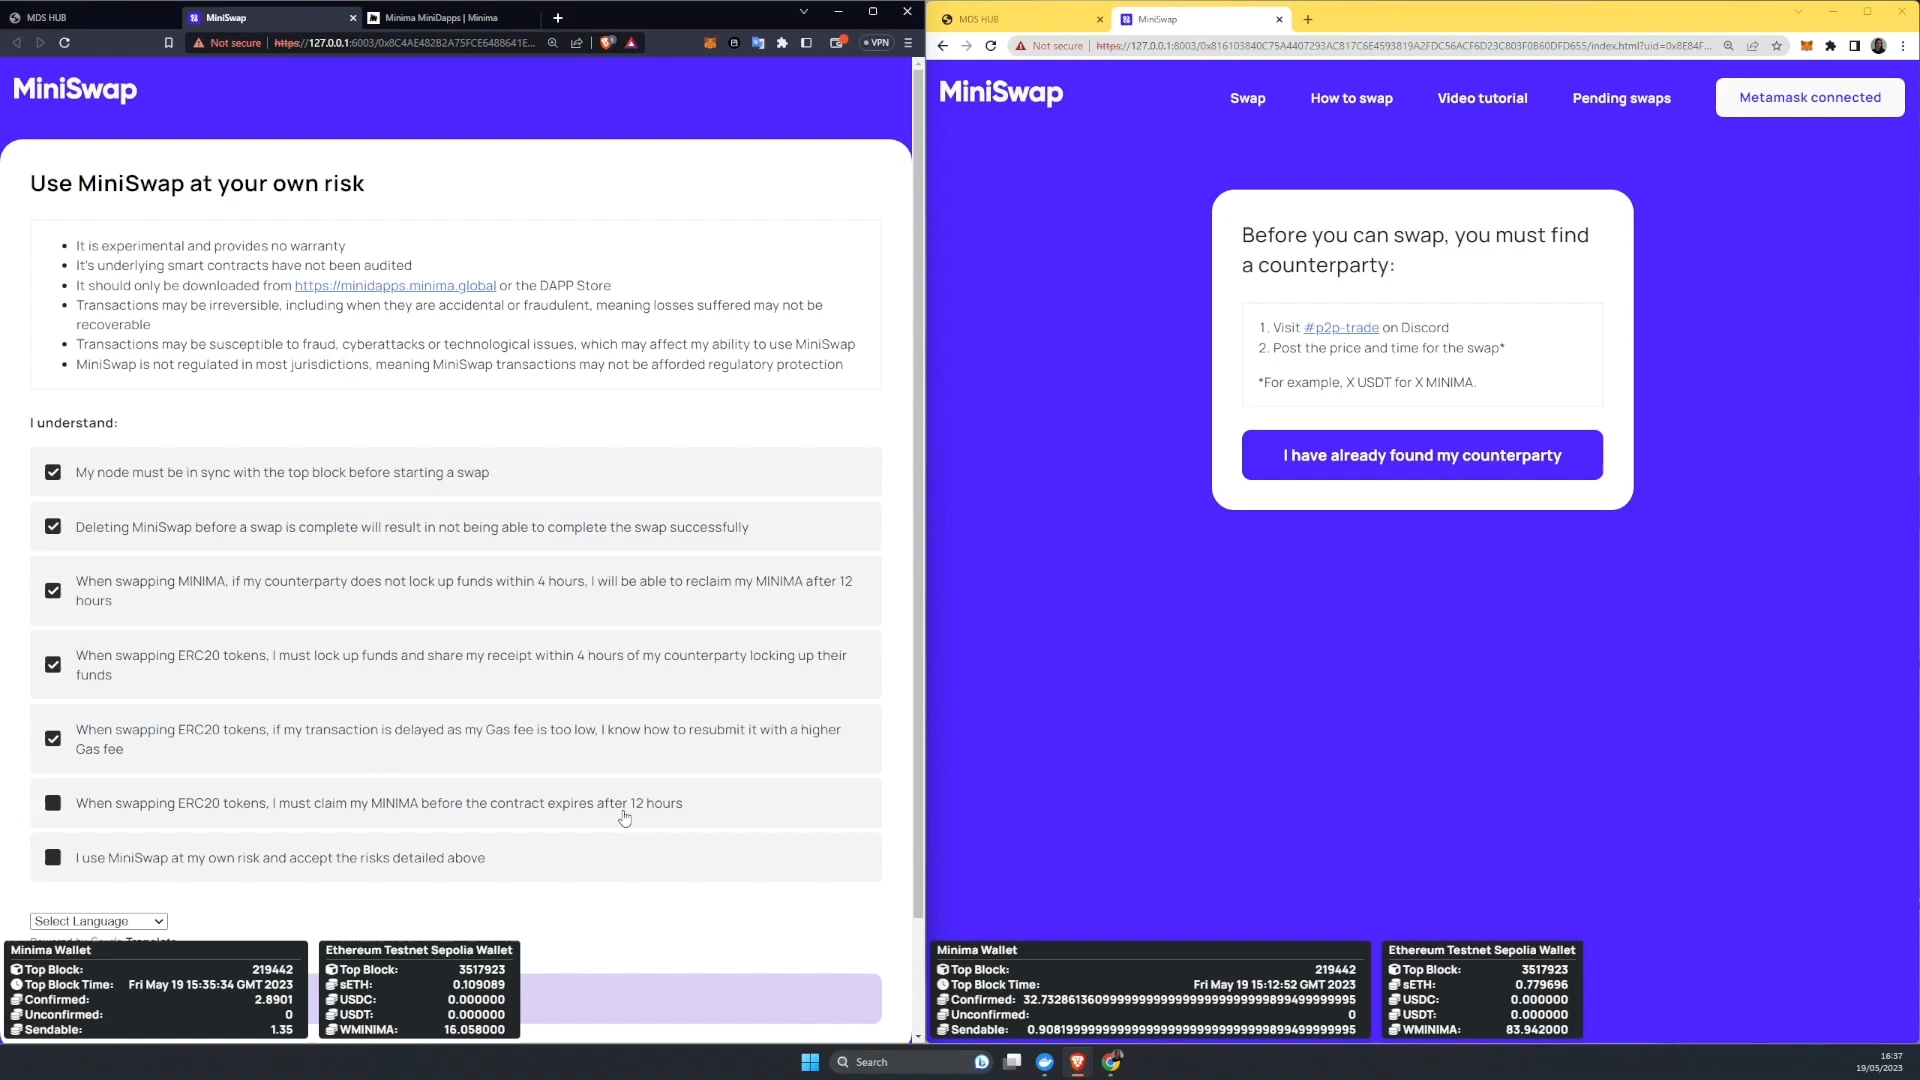 MDS HUB
MiniSwap
Minima MiniDapps | Minima
Not secure
https://127.0.0.1:6003/0x8C4AE482B2A75FCE6488641E...
VPN
MiniSwap
Use MiniSwap at your own risk
It is experimental and provides no warranty
It's underlying smart contracts have not been audited
It should only be downloaded from https://minidapps.minima.global or the DAPP Store
Transactions may be irreversible, including when they are accidental or fraudulent, meaning losses suffered may not be
recoverable
Transactions may be susceptible to fraud, cyberattacks or technological issues, which may affect my ability to use MiniSwap
MiniSwap is not regulated in most jurisdictions, meaning MiniSwap transactions may not be afforded regulatory protection
I understand:
My node must be in sync with the top block before starting a swap
Deleting MiniSwap before a swap is complete will result in not being able to complete the swap successfully
When swapping MINIMA, if my counterparty does not lock up funds within 4 hours, I will be able to reclaim my MINIMA after 12
hours
When swapping ERC20 tokens, I must lock up funds and share my receipt within 4 hours of my counterparty locking up their
funds
When swapping ERC20 tokens, if my transaction is delayed as my Gas fee is too low, I know how to resubmit it with a higher
Gas fee
When swapping ERC20 tokens, I must claim my MINIMA before the contract expires after 12 hours
I use MiniSwap at my own risk and accept the risks detailed above
Select Language
Minima Wallet
Top Block: 219442
Top Block Time: Fri May 19 15:35:34 GMT 2023
Confirmed: 2.8901
Unconfirmed: 0
Sendable: 1.35
Ethereum Testnet Sepolia Wallet
Top Block: 3517923
sETH: 0.109089
USDC: 0.000000
USDT: 0.000000
WMINIMA: 16.058000
MDS HUB
MiniSwap
Not secure
MiniSwap
Swap
How to swap
Video tutorial
Pending swaps
Metamask connected
Before you can swap, you must find
a counterparty:
1. Visit #p2p-trade on Discord
2. Post the price and time for the swap*
*For example, X USDT for X MINIMA.
I have already found my counterparty
Minima Wallet
Top Block: 219442
Top Block Time: Fri May 19 15:12:52 GMT 2023
Confirmed:
Unconfirmed: 0
Sendable:
Ethereum Testnet Sepolia Wallet
Top Block: 3517923
sETH: 0.779696
USDC: 0.000000
USDT: 0.000000
WMINIMA: 83.942000
Search
16:37
19/05/2023